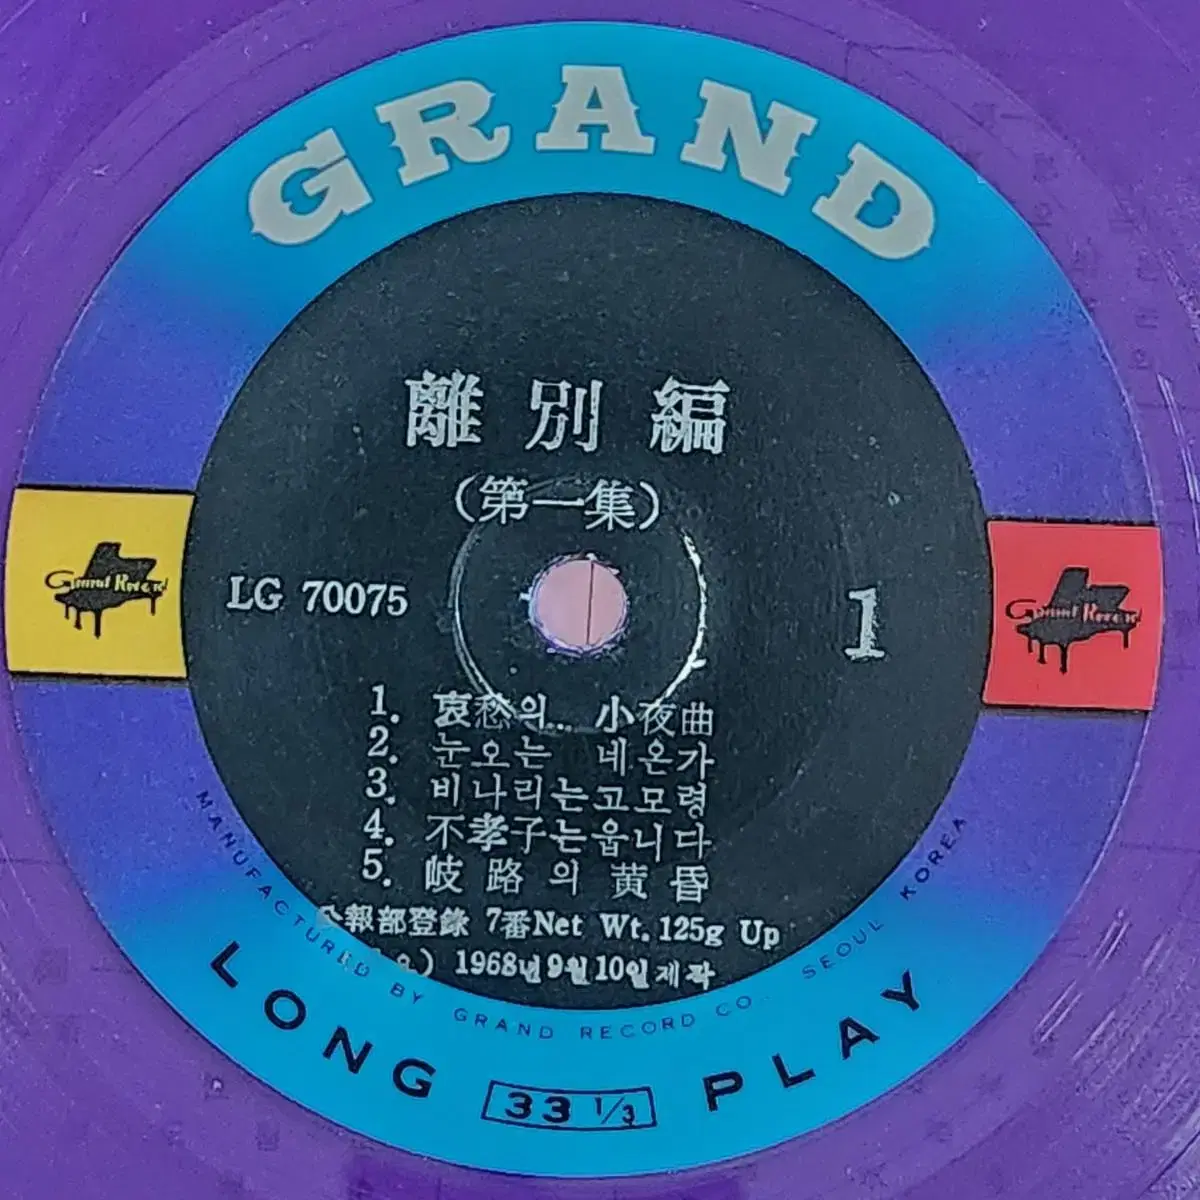 GRAND
離別編
(第一集)
Grand Record
LG 70075
1
Grand Record
1. 哀愁의 小夜曲
2. 눈오는 네온가
3. 비나리는고모령
4. 不孝子는웁니다
5. 岐路의 黄昏
報部登錄 7番Net Wt. 125g Up
) 1968년9월10일제작
MANUFACTURED BY GRAND RECORD CO., SEOUL KOREA
LONG 33 1/3 PLAY